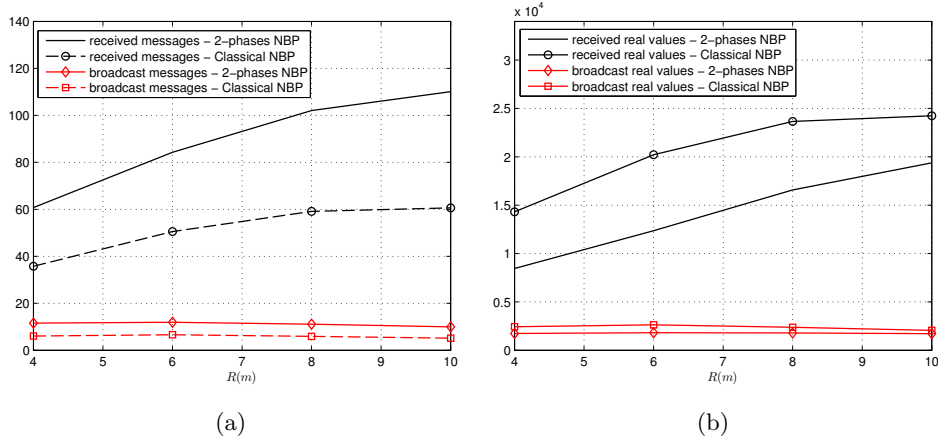 140
120
100
80
60
40
20
0
received messages − 2−phases NBP
received messages − Classical NBP
broadcast messages − 2−phases NBP
broadcast messages − Classical NBP
4 5 6 7 8 9 10
R(m)
(a)
x 10⁴
3
2.5
2
1.5
1
0.5
0
received real values − 2−phases NBP
received real values − Classical NBP
broadcast real values − 2−phases NBP
broadcast real values − Classical NBP
4 5 6 7 8 9 10
R(m)
(b)